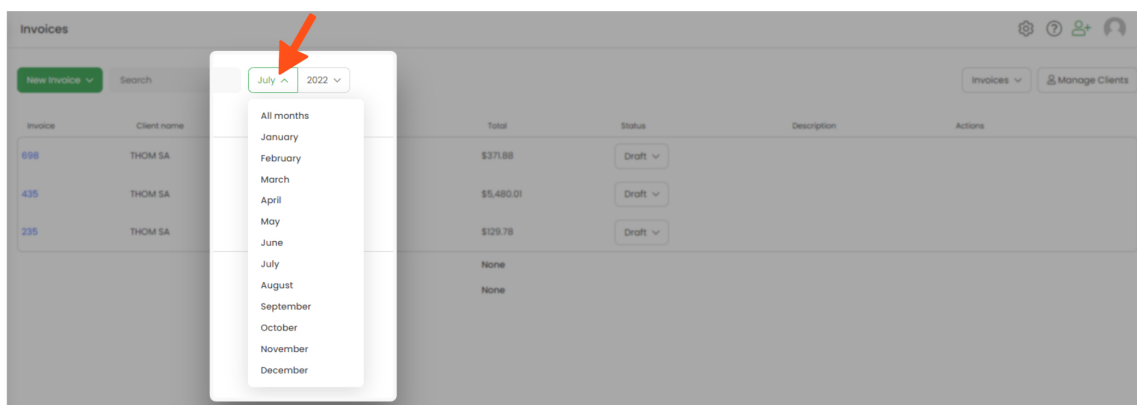 Invoices
New Invoice
Search
July
2022
Invoices
Manage Clients
Invoice
Client name
Total
Status
Description
Actions
698
THOM SA
$371.88
Draft
435
THOM SA
$5,480.01
Draft
235
THOM SA
$129.78
Draft
None
None
All months
January
February
March
April
May
June
July
August
September
October
November
December